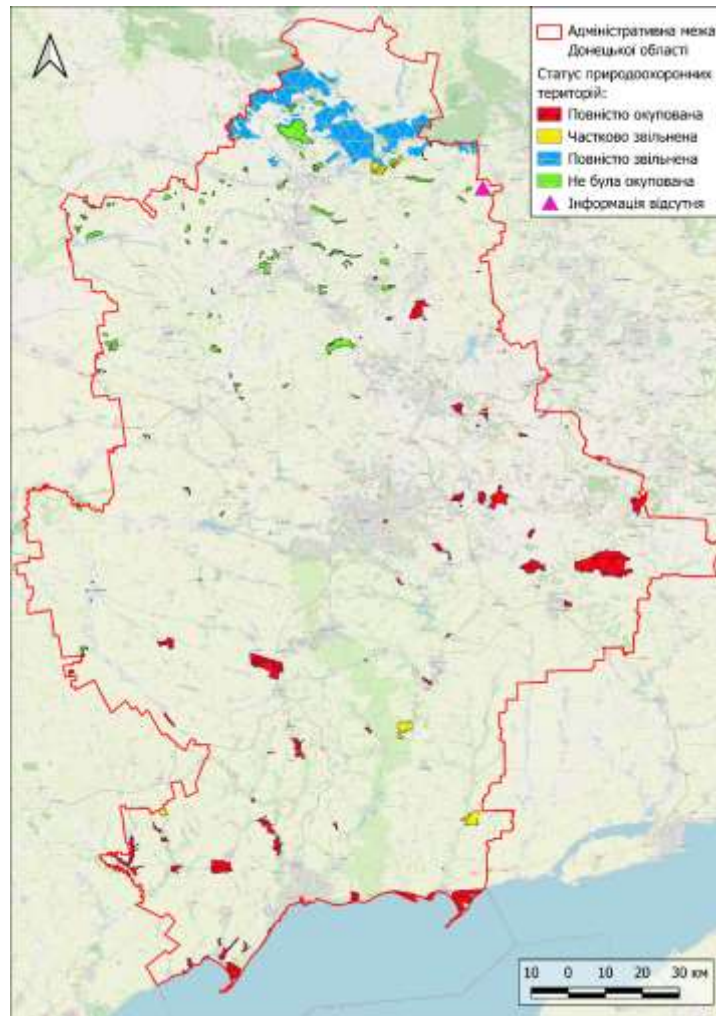 Адміністративна межа
Донецької області
Статус природоохоронних
територій:
Повністю окупована
Частково звільнена
Повністю звільнена
Не була окупована
Інформація відсутня
10 0 10 20 30 км